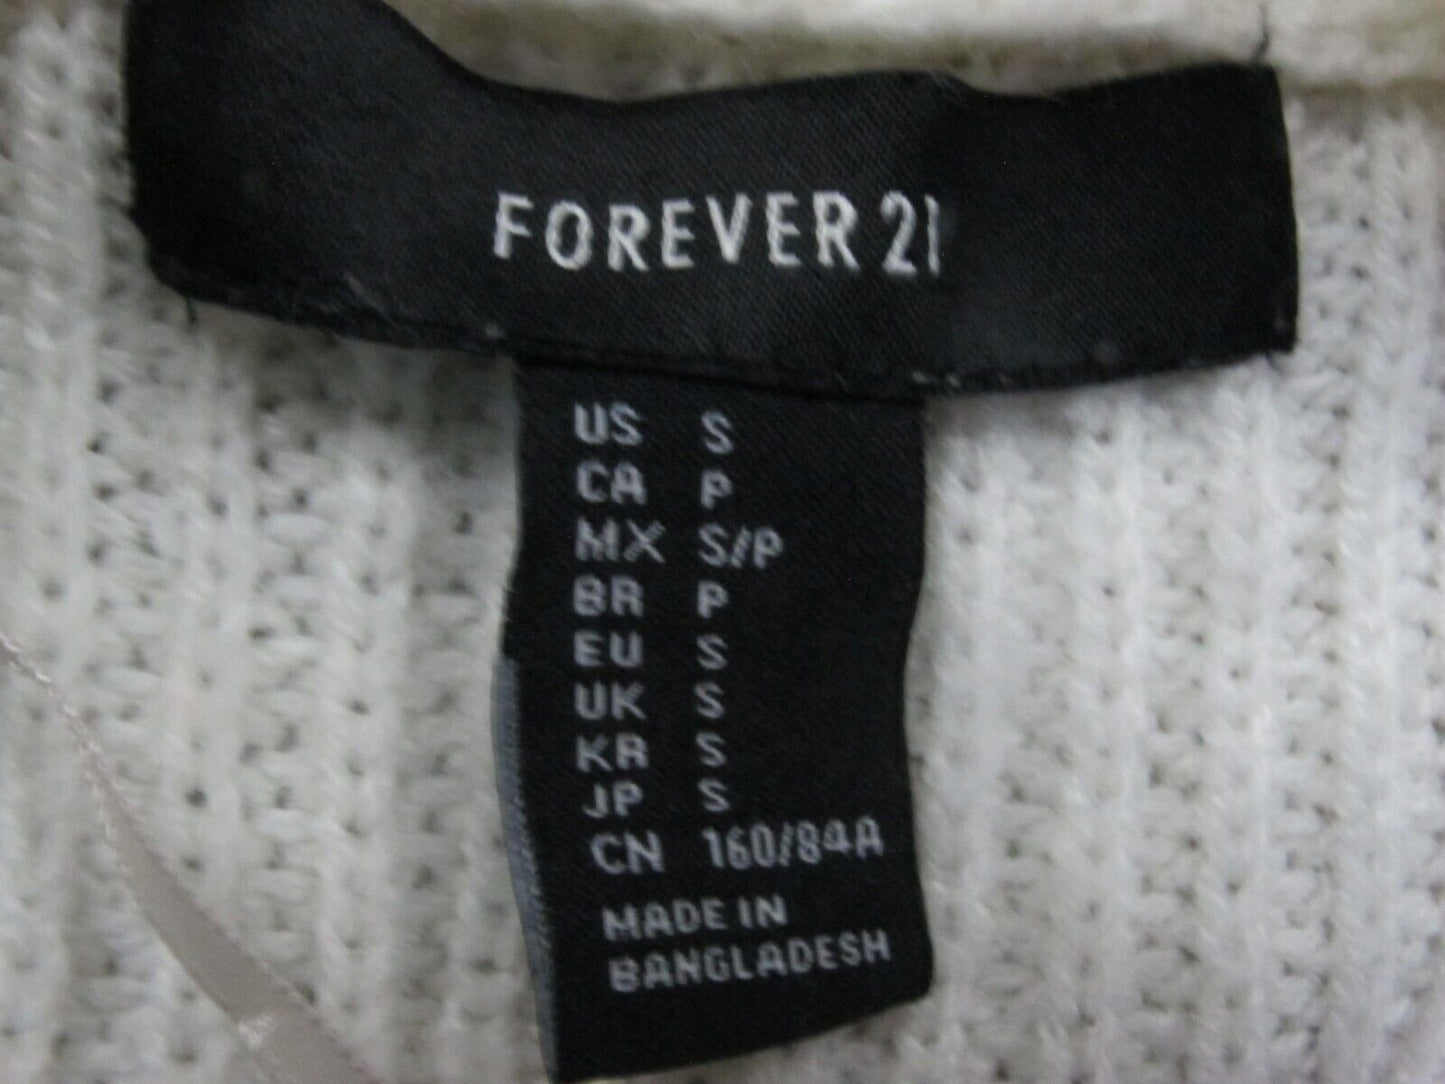 FOREVER 21
US S
CA P
MX S/P
BR P
EU S
UK S
KR S
JP S
CN 160/84A
MADE IN
BANGLADESH